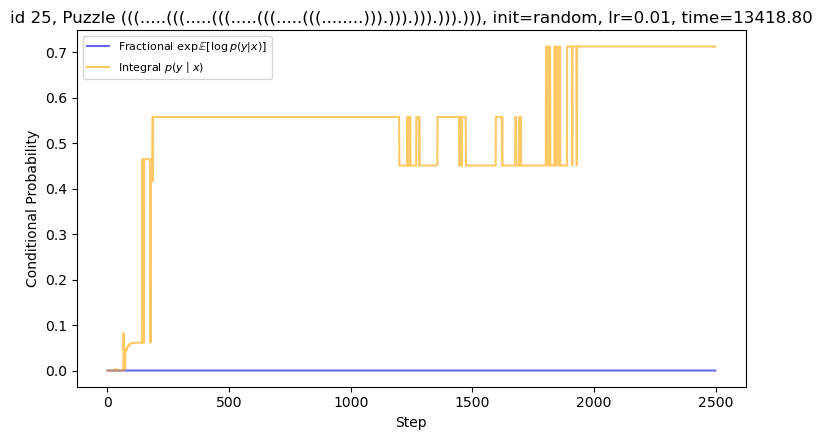 id 25, Puzzle (((.....(((.....(((.....(((.....(((........))).))).))).))).))), init=random, lr=0.01, time=13418.80
Fractional exp𝔼[log p(y|x)]
Integral p(y | x)
Conditional Probability
0.7
0.6
0.5
0.4
0.3
0.2
0.1
0.0
0
500
1000
1500
2000
2500
Step